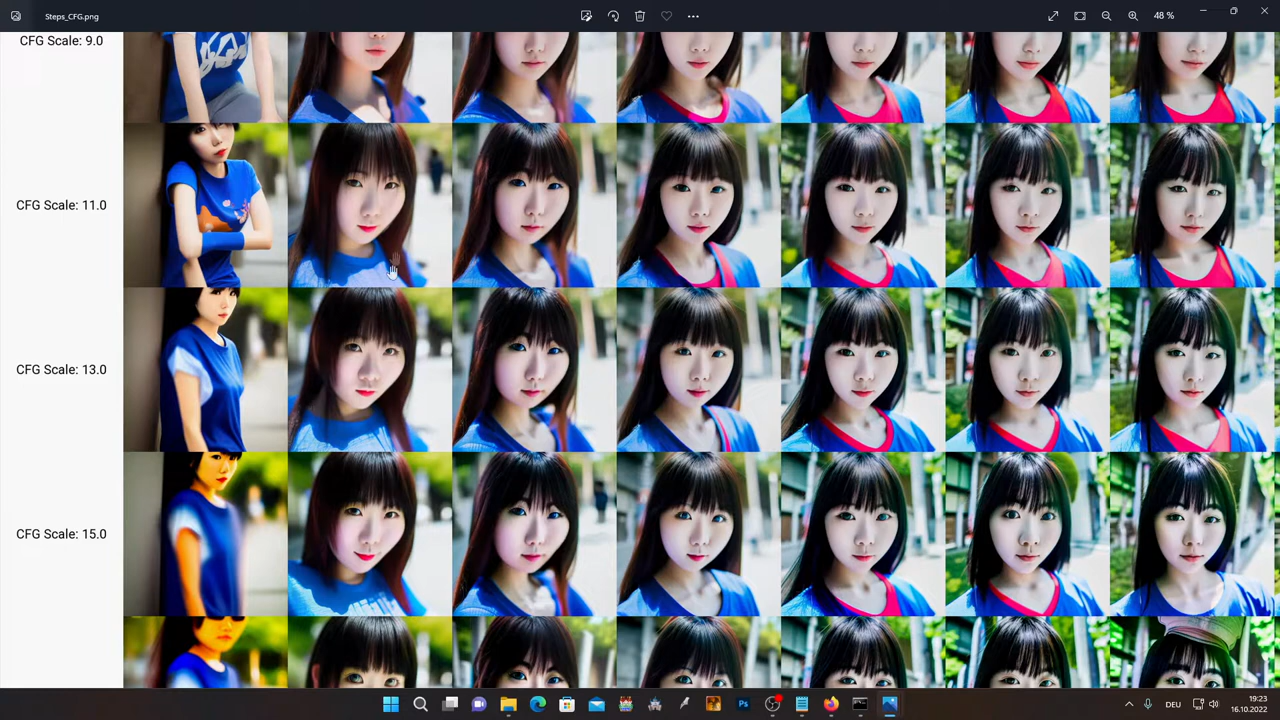 Steps_CFG.png
48 %
CFG Scale: 9.0
CFG Scale: 11.0
CFG Scale: 13.0
CFG Scale: 15.0
DEU
19:23
16.10.2022